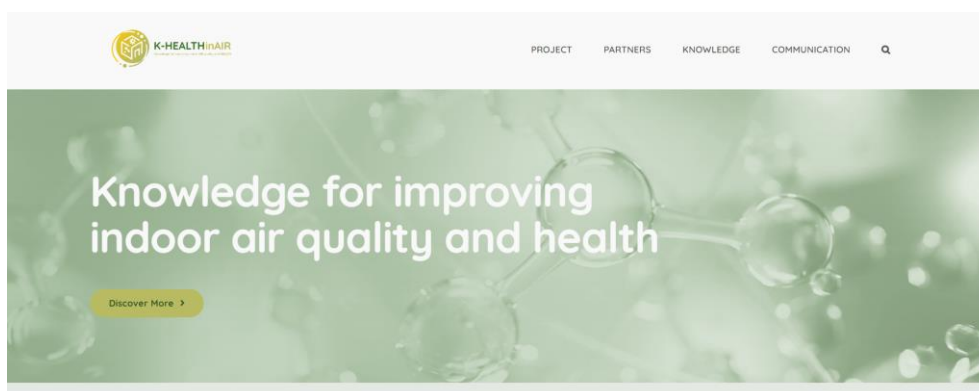 K-HEALTHinAIR
PROJECT
PARTNERS
KNOWLEDGE
COMMUNICATION
Knowledge for improving
indoor air quality and health
Discover More